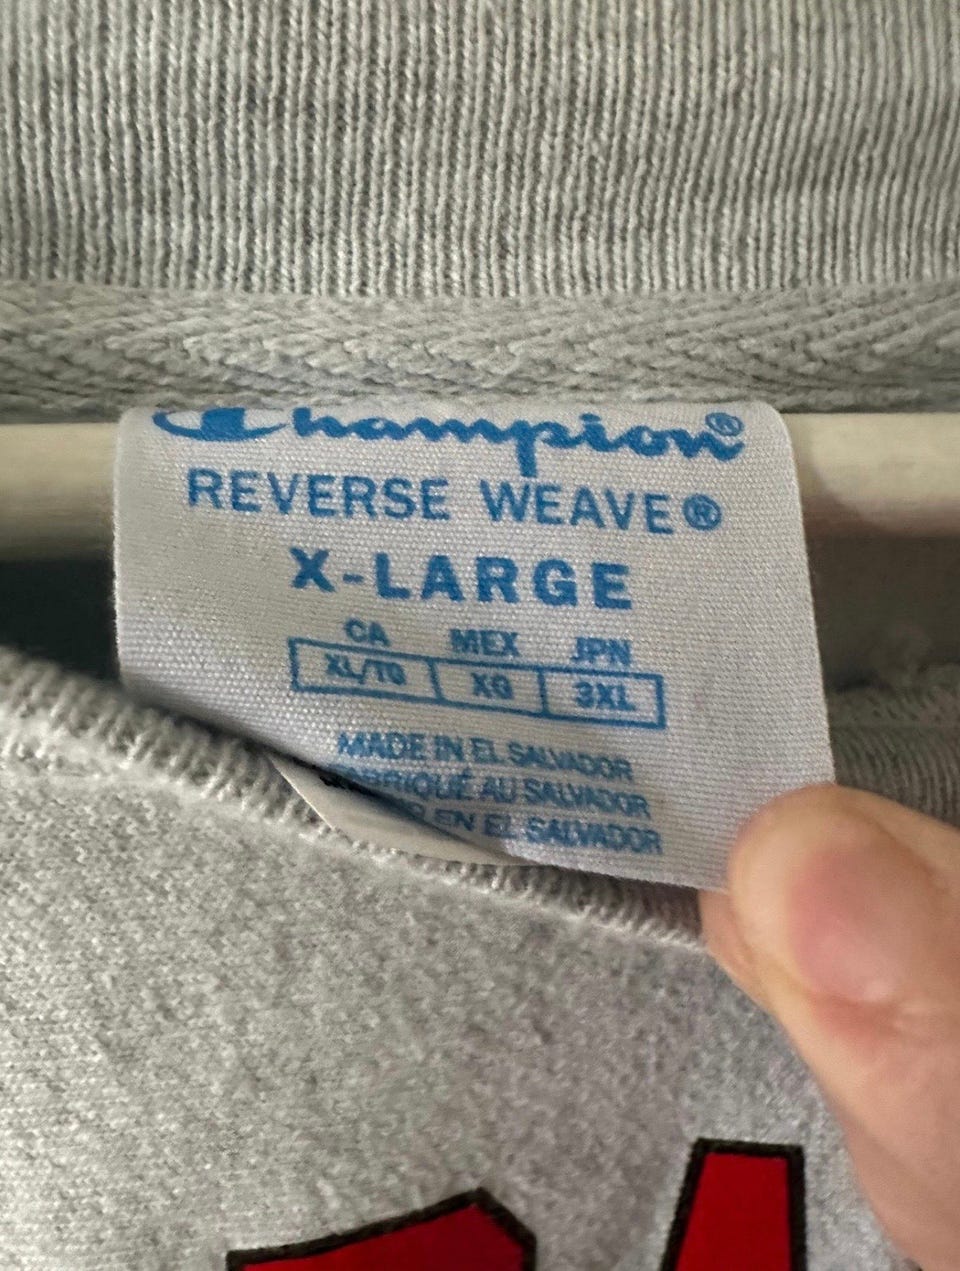 Champion®
REVERSE WEAVE®
X-LARGE
CA MEX JPN
XL/TG XG 3XL
MADE IN EL SALVADOR
AU SALVADOR
EN EL SALVADOR